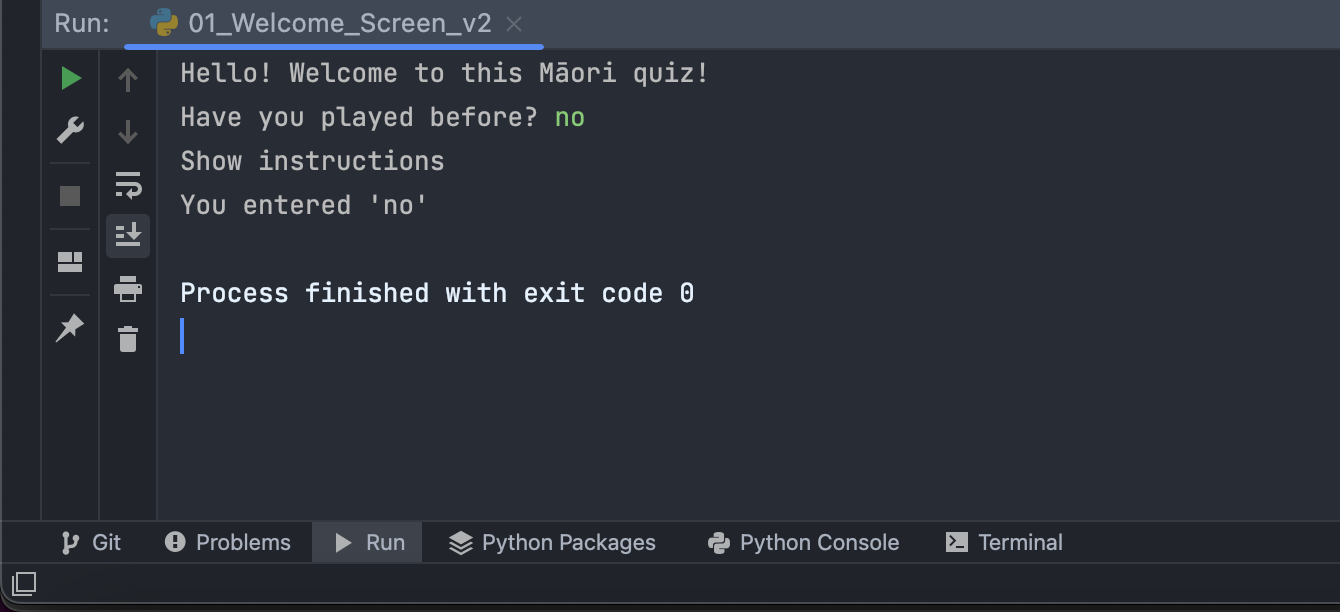 Run: 01_Welcome_Screen_v2
Hello! Welcome to this Māori quiz!
Have you played before? no
Show instructions
You entered 'no'
Process finished with exit code 0
Git Problems Run Python Packages Python Console Terminal